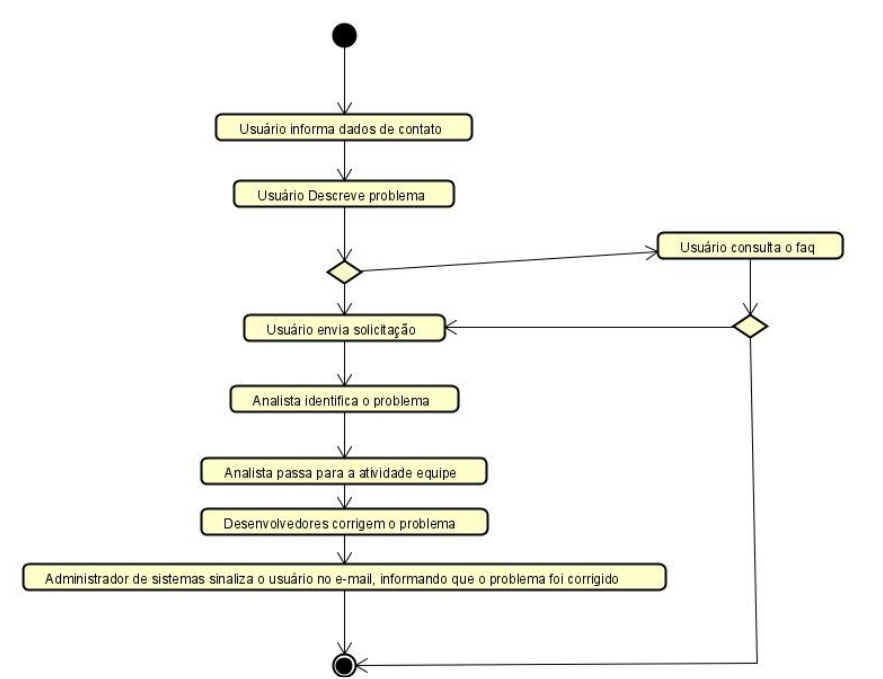 Usuário informa dados de contato
Usuário Descreve problema
Usuário consulta o faq
Usuário envia solicitação
Analista identifica o problema
Analista passa para a atividade equipe
Desenvolvedores corrigem o problema
Administrador de sistemas sinaliza o usuário no e-mail, informando que o problema foi corrigido